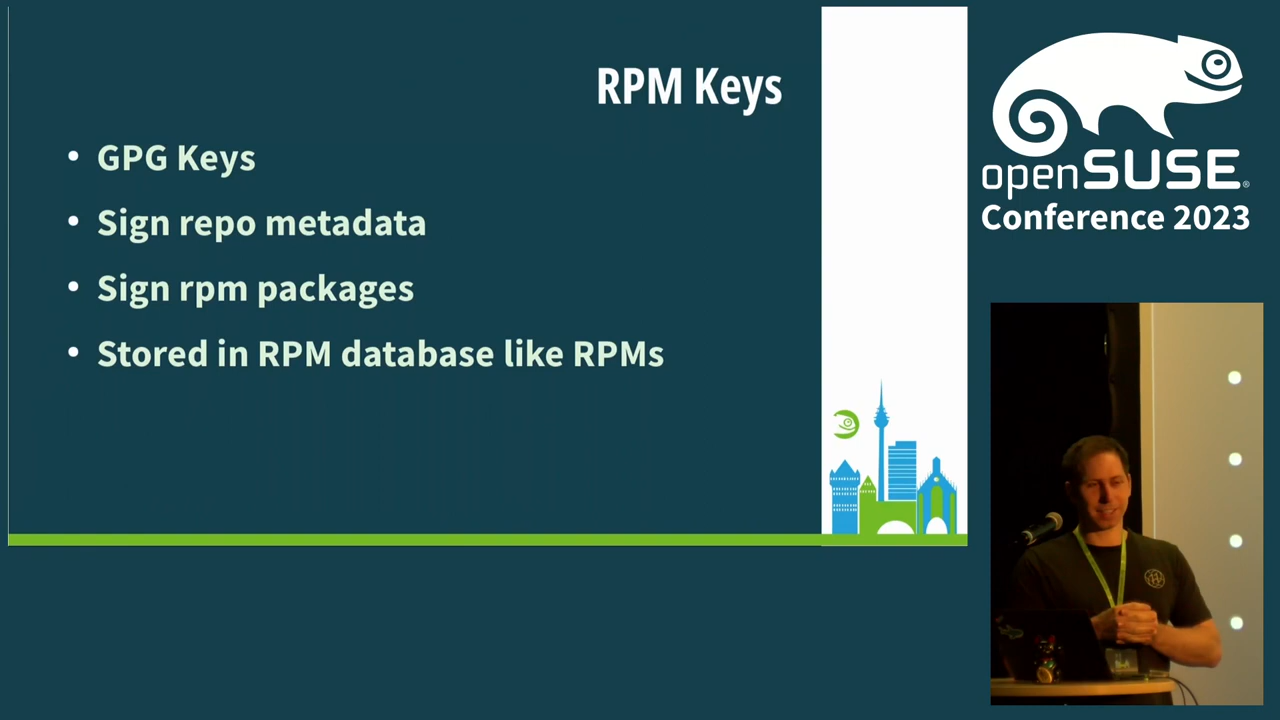 RPM Keys
• GPG Keys
• Sign repo metadata
• Sign rpm packages
• Stored in RPM database like RPMs
openSUSE®
Conference 2023